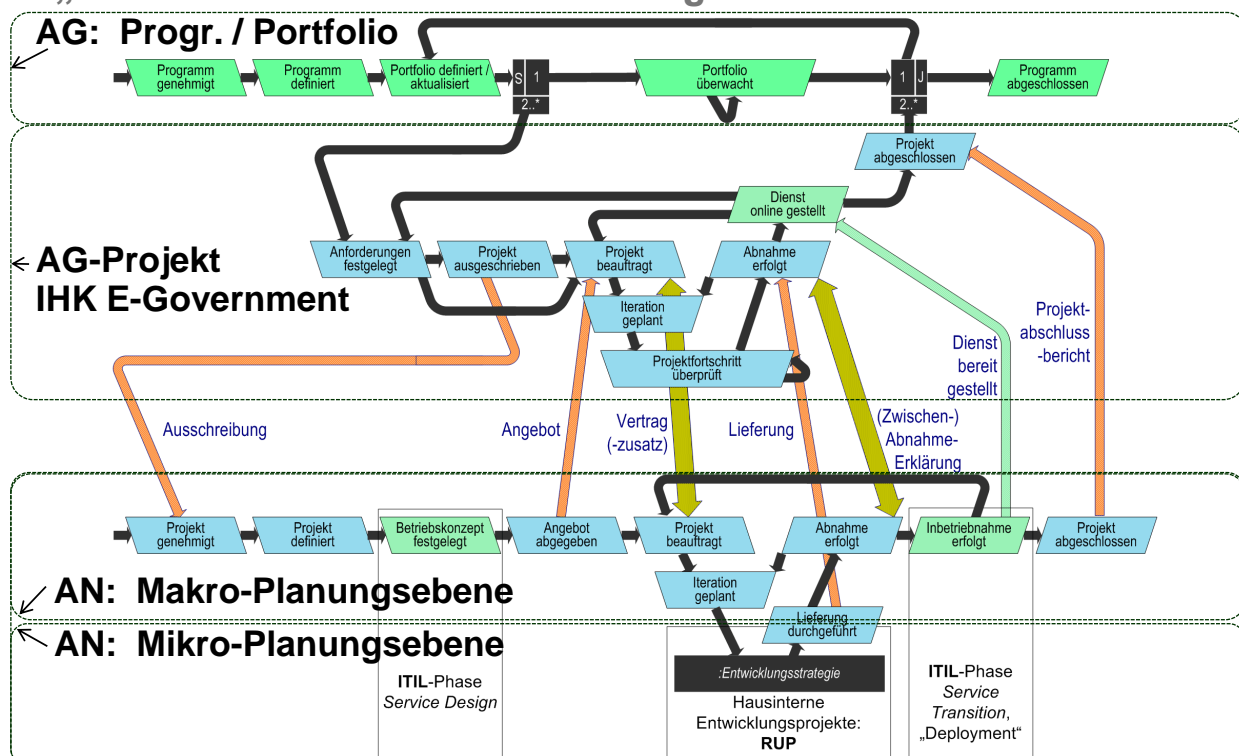 AG: Progr. / Portfolio
Programm
genehmigt
Programm
definiert
Portfolio definiert /
aktualisiert
S
1
2..*
Portfolio
überwacht
1
J
2..*
Programm
abgeschlossen
Projekt
abgeschlossen
Dienst
online gestellt
AG-Projekt
IHK E-Government
Anforderungen
festgelegt
Projekt
ausgeschrieben
Projekt
beauftragt
Abnahme
erfolgt
Iteration
geplant
Projektfortschritt
überprüft
Projekt-
abschluss
-bericht
Dienst
bereit
gestellt
Ausschreibung
Angebot
Vertrag
(-zusatz)
Lieferung
(Zwischen-)
Abnahme-
Erklärung
Projekt
genehmigt
Projekt
definiert
Betriebskonzept
festgelegt
Angebot
abgegeben
Projekt
beauftragt
Abnahme
erfolgt
Inbetriebnahme
erfolgt
Projekt
abgeschlossen
AN: Makro-Planungsebene
Iteration
geplant
Lieferung
durchgeführt
AN: Mikro-Planungsebene
ITIL-Phase
Service Design
:Entwicklungsstrategie
Hausinterne
Entwicklungsprojekte:
RUP
ITIL-Phase
Service
Transition,
„Deployment“